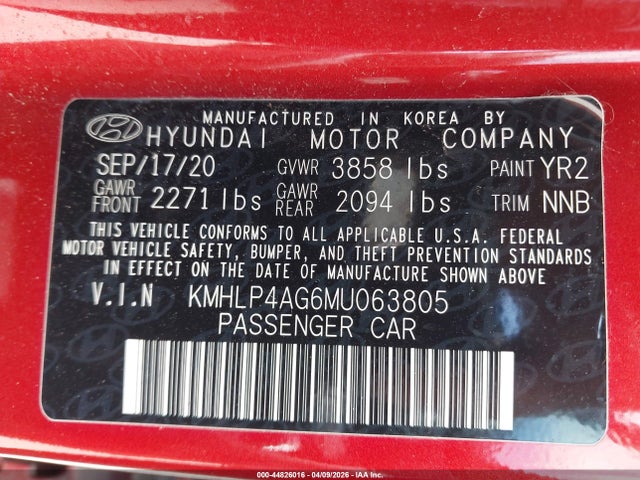 MANUFACTURED IN KOREA BY
HYUNDAI MOTOR COMPANY
SEP/17/20 GVWR 3858 lbs PAINT YR2
GAWR FRONT 2271 lbs GAWR REAR 2094 lbs TRIM NNB
THIS VEHICLE CONFORMS TO ALL APPLICABLE U.S.A. FEDERAL
MOTOR VEHICLE SAFETY, BUMPER, AND THEFT PREVENTION STANDARDS
IN EFFECT ON THE DATE OF MANUFACTURE SHOWN ABOVE
V.I.N KMHLP4AG6MU063805
PASSENGER CAR
000-44826016 | 04/09/2026 - IAA Inc.